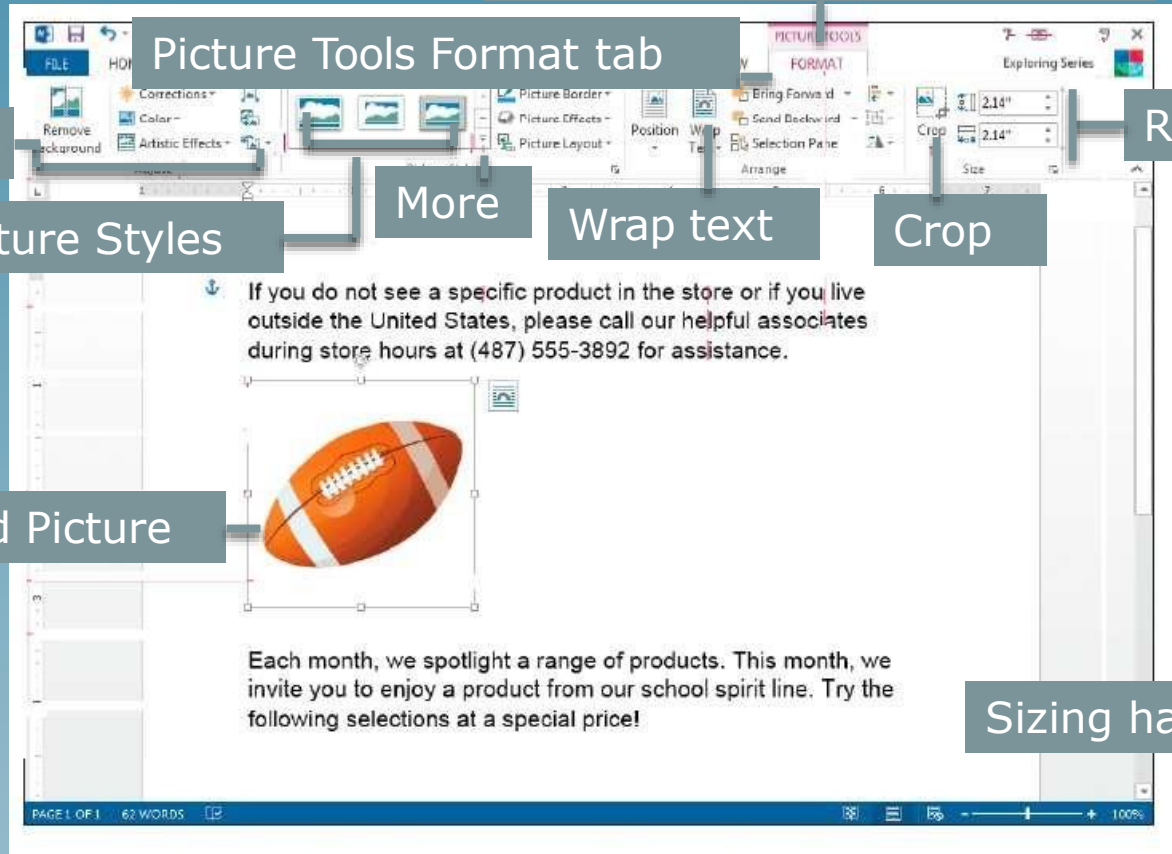 PICTURE TOOLS
Picture Tools Format tab
FILE
FORMAT
Exploring Series
Corrections
Color
Artistic Effects
Remove
Picture Border
Picture Effects
Picture Layout
Position
Bring Forward
Send Backward
Selection Pane
Crop
2.14"
2.14"
Arrange
Size
More
Wrap text
Crop
Styles
If you do not see a specific product in the store or if you live
outside the United States, please call our helpful associates
during store hours at (487) 555-3892 for assistance.
Picture
Each month, we spotlight a range of products. This month, we
invite you to enjoy a product from our school spirit line. Try the
following selections at a special price!
Sizing
PAGE 1 OF 1 62 WORDS 100%